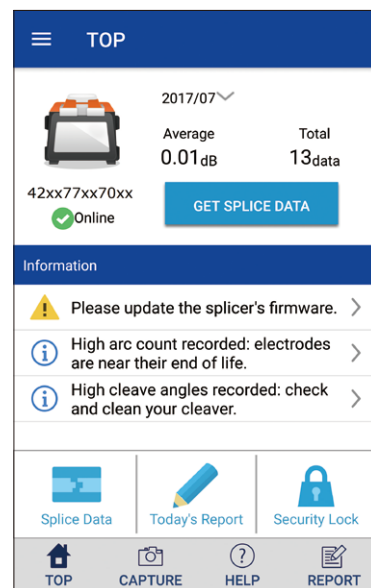 TOP
2017/07
Average Total
0.01dB 13data
42xx77xx70xx
Online
GET SPLICE DATA
Information
Please update the splicer's firmware.
High arc count recorded: electrodes
are near their end of life.
High cleave angles recorded: check
and clean your cleaver.
Splice Data Today's Report Security Lock
TOP CAPTURE HELP REPORT